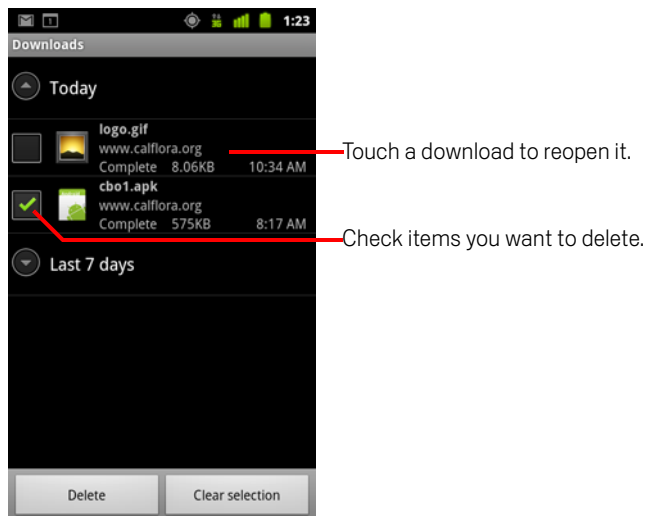 1:23
Downloads
Today
logo.gif
www.calflora.org
Complete 8.06KB 10:34 AM
Touch a download to reopen it.
cbo1.apk
www.calflora.org
Complete 575KB 8:17 AM
Check items you want to delete.
Last 7 days
Delete Clear selection